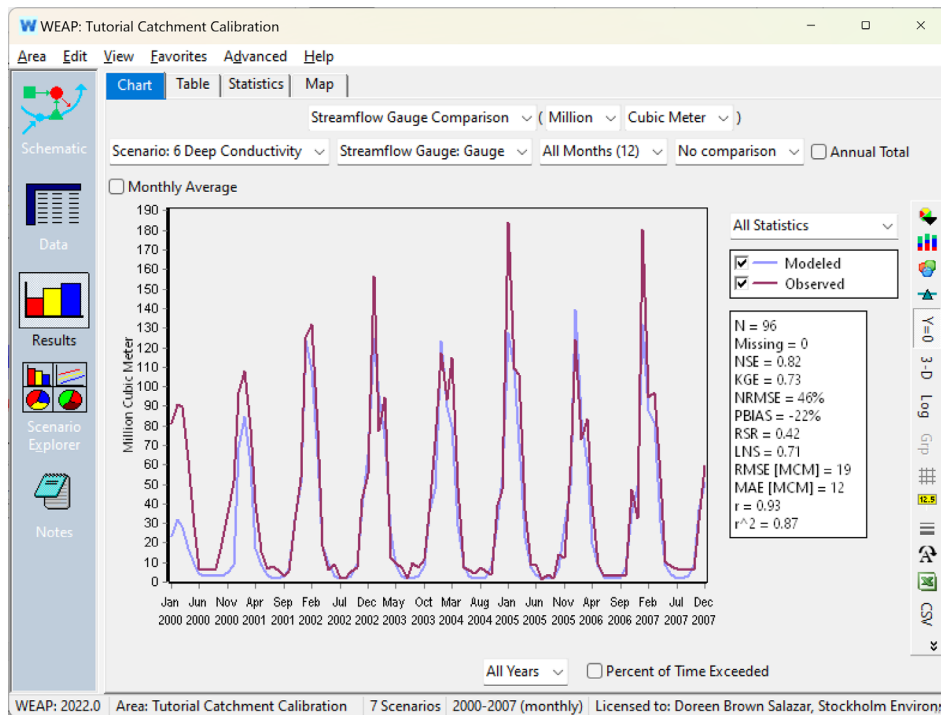 WEAP: Tutorial Catchment Calibration
Area Edit View Favorites Advanced Help
Chart Table Statistics Map
Streamflow Gauge Comparison ( Million Cubic Meter )
Scenario: 6 Deep Conductivity Streamflow Gauge: Gauge All Months (12) No comparison Annual Total
Monthly Average
Schematic
Data
Results
Scenario
Explorer
Notes
Million Cubic Meter
190
180
170
160
150
140
130
120
110
100
90
80
70
60
50
40
30
20
10
0
Jan Jun Nov Apr Sep Feb Jul Dec May Oct Mar Aug Jan Jun Nov Apr Sep Feb Jul Dec
2000 2000 2000 2001 2001 2002 2002 2002 2003 2003 2004 2004 2005 2005 2005 2006 2006 2007 2007 2007
All Statistics
Modeled
Observed
N = 96
Missing = 0
NSE = 0.82
KGE = 0.73
NRMSE = 46%
PBIAS = -22%
RSR = 0.42
LNS = 0.71
RMSE [MCM] = 19
MAE [MCM] = 12
r = 0.93
r^2 = 0.87
Y=0
3-D
Log
Grp
12.5
A
CSV
All Years Percent of Time Exceeded
WEAP: 2022.0 Area: Tutorial Catchment Calibration 7 Scenarios 2000-2007 (monthly) Licensed to: Doreen Brown Salazar, Stockholm Environ